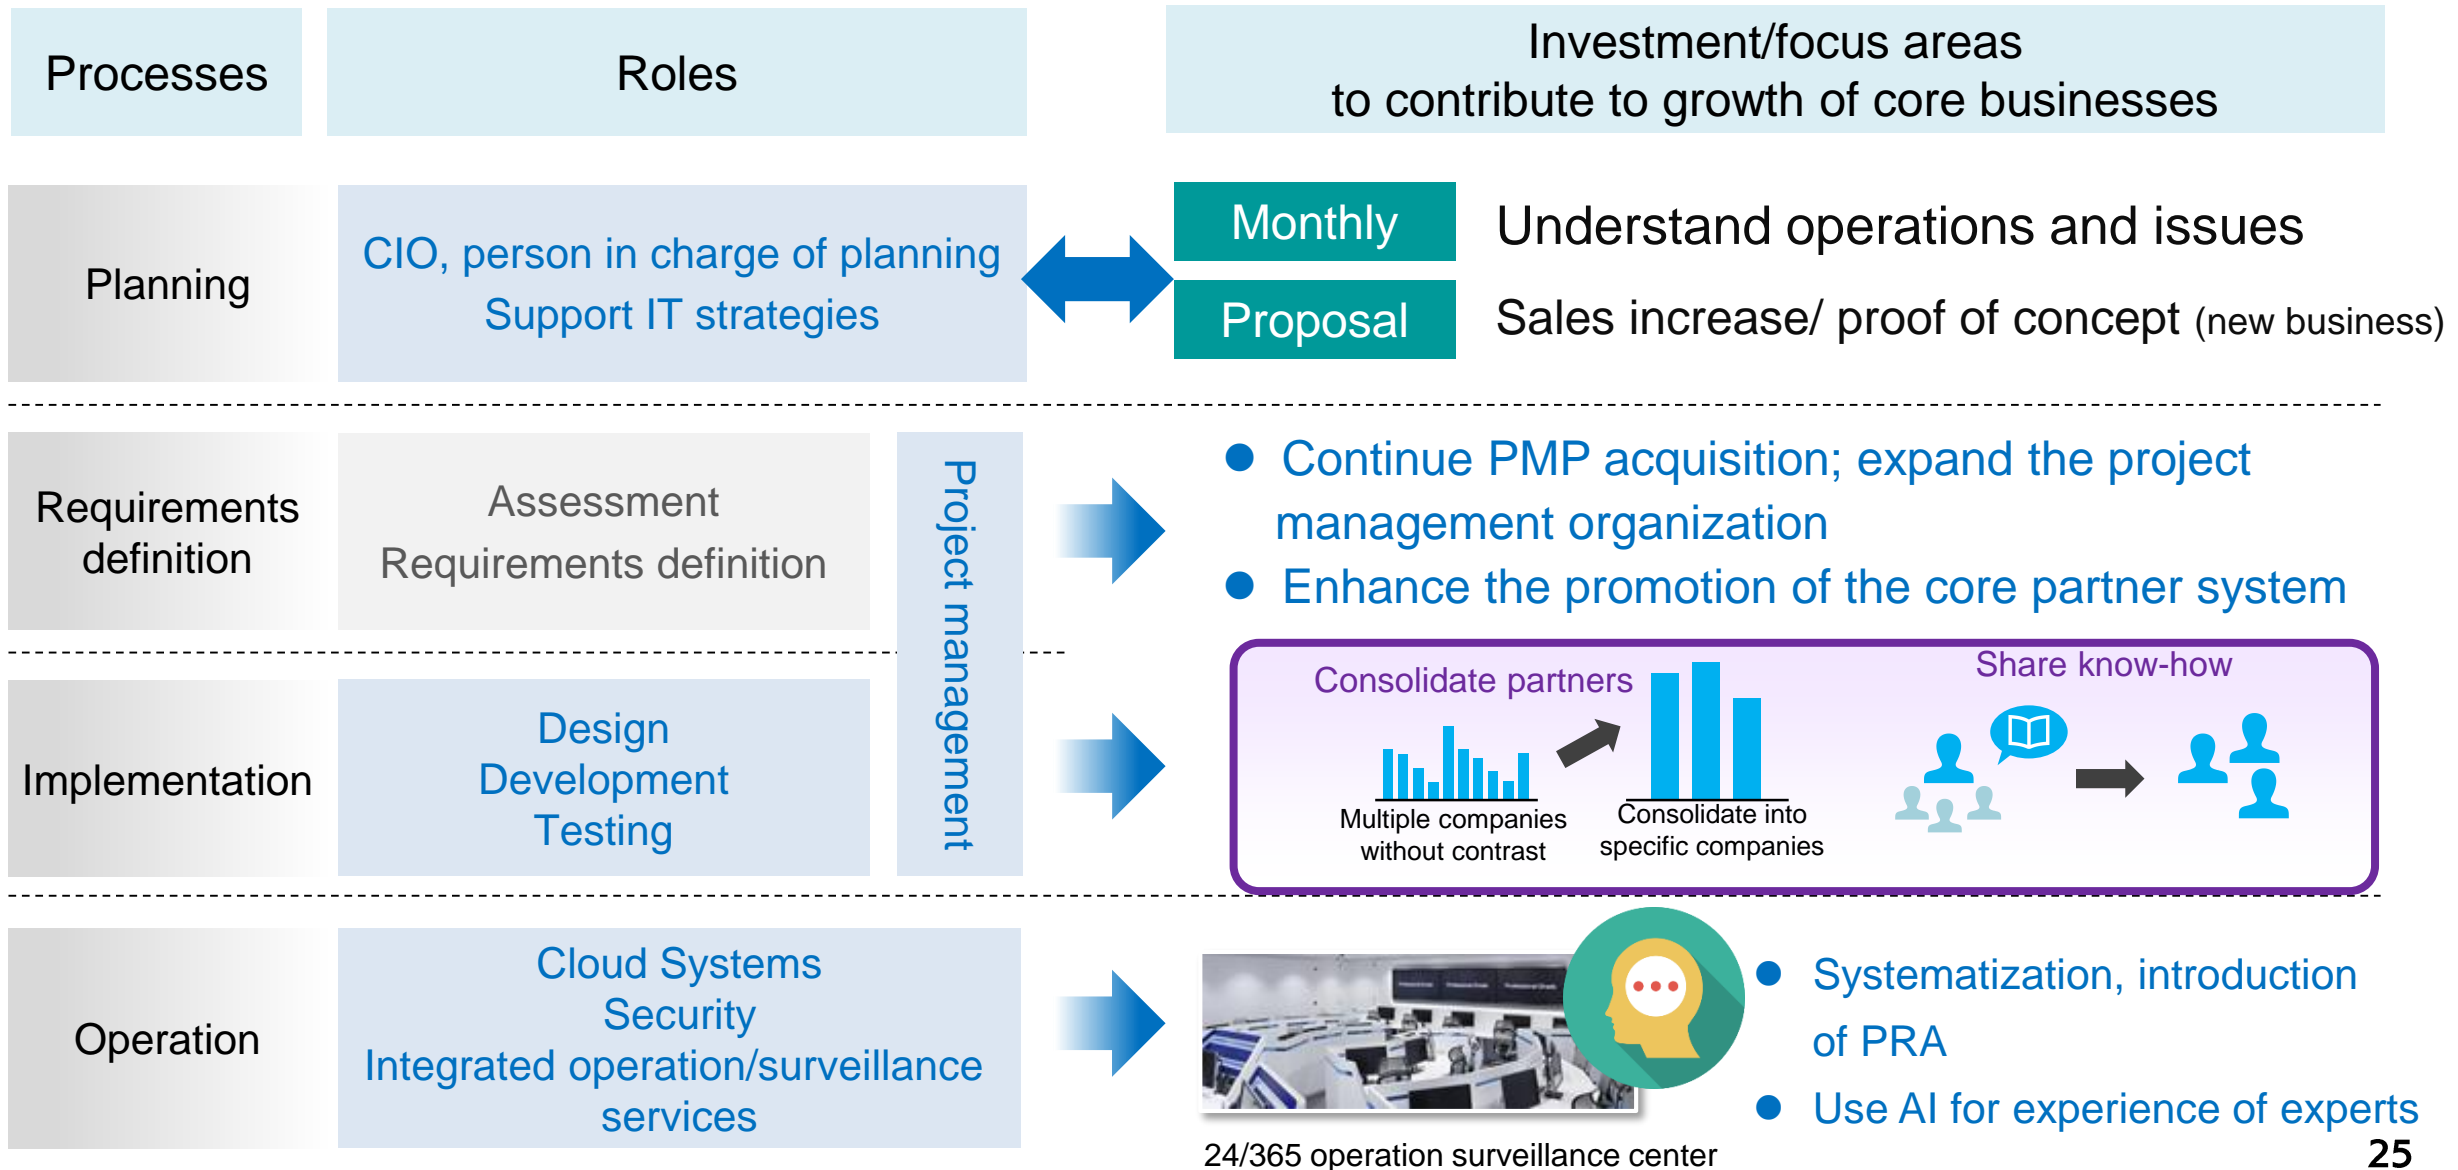 Processes
Roles
Investment/focus areas
to contribute to growth of core businesses
Planning
CIO, person in charge of planning
Support IT strategies
Monthly
Understand operations and issues
Proposal
Sales increase/ proof of concept (new business)
Requirements
definition
Assessment
Requirements definition
Project management
● Continue PMP acquisition; expand the project
management organization
● Enhance the promotion of the core partner system
Implementation
Design
Development
Testing
Consolidate partners
Multiple companies
without contrast
Consolidate into
specific companies
Share know-how
Operation
Cloud Systems
Security
Integrated operation/surveillance
services
24/365 operation surveillance center
● Systematization, introduction
of PRA
● Use AI for experience of experts
25